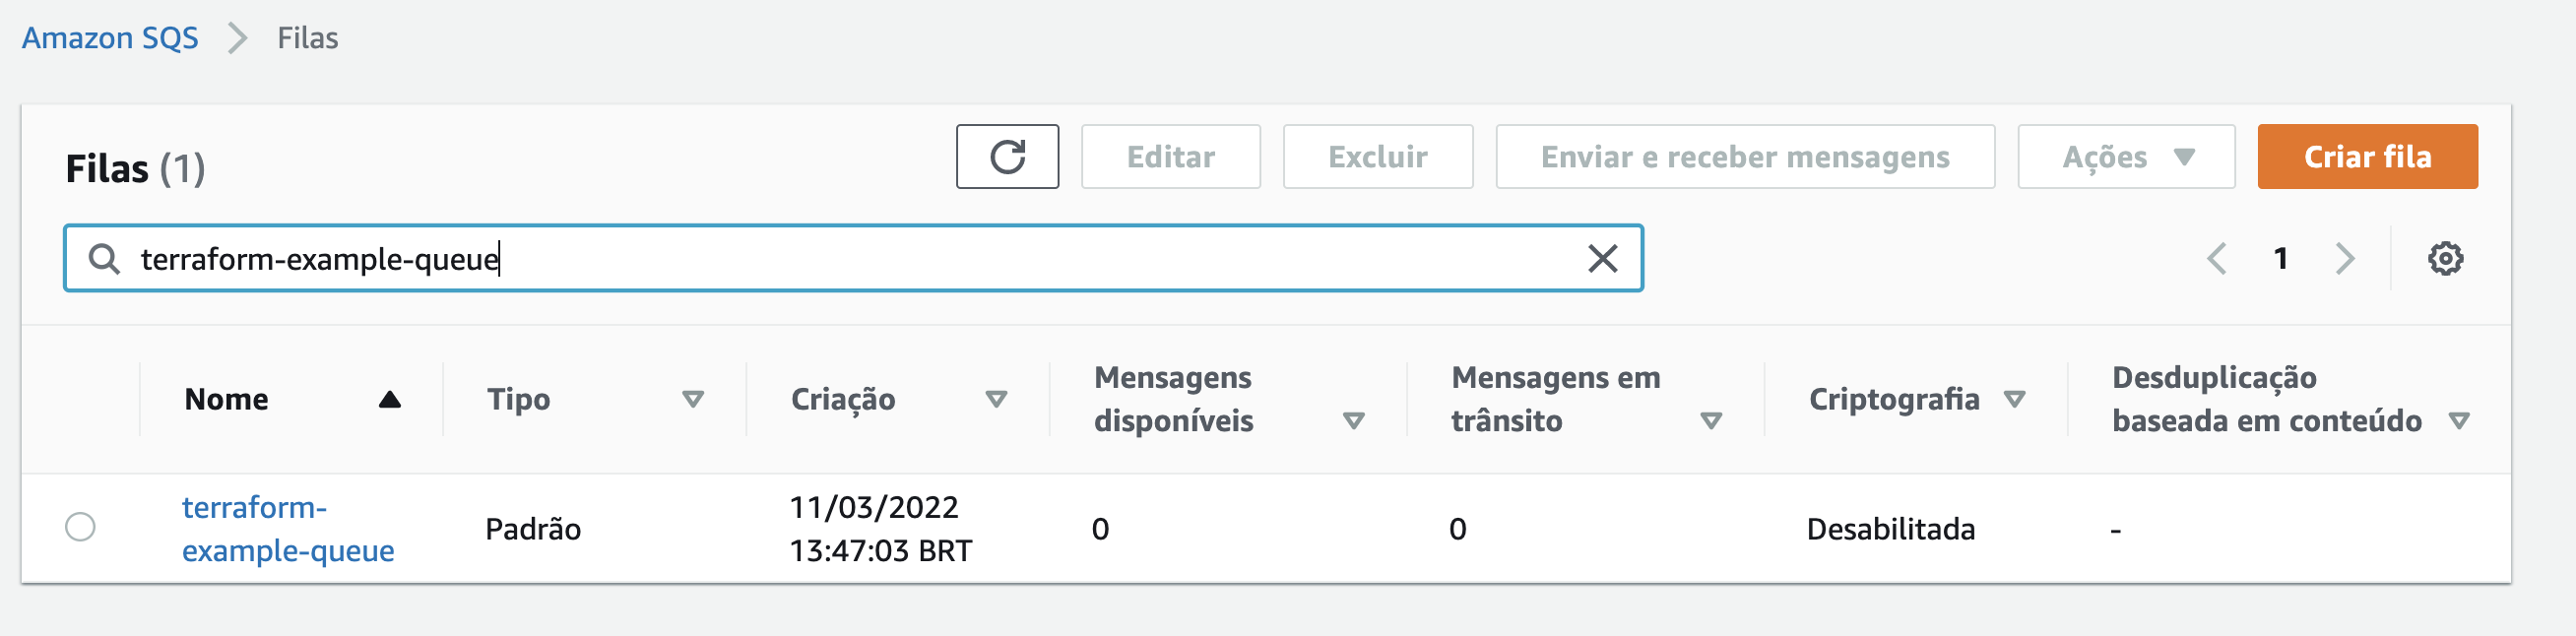 Amazon SQS > Filas
Filas (1)
Editar
Excluir
Enviar e receber mensagens
Ações
Criar fila
terraform-example-queue
1
Nome
Tipo
Criação
Mensagens
disponíveis
Mensagens em
trânsito
Criptografia
Desduplicação
baseada em conteúdo
terraform-
example-queue
Padrão
11/03/2022
13:47:03 BRT
0
0
Desabilitada
-